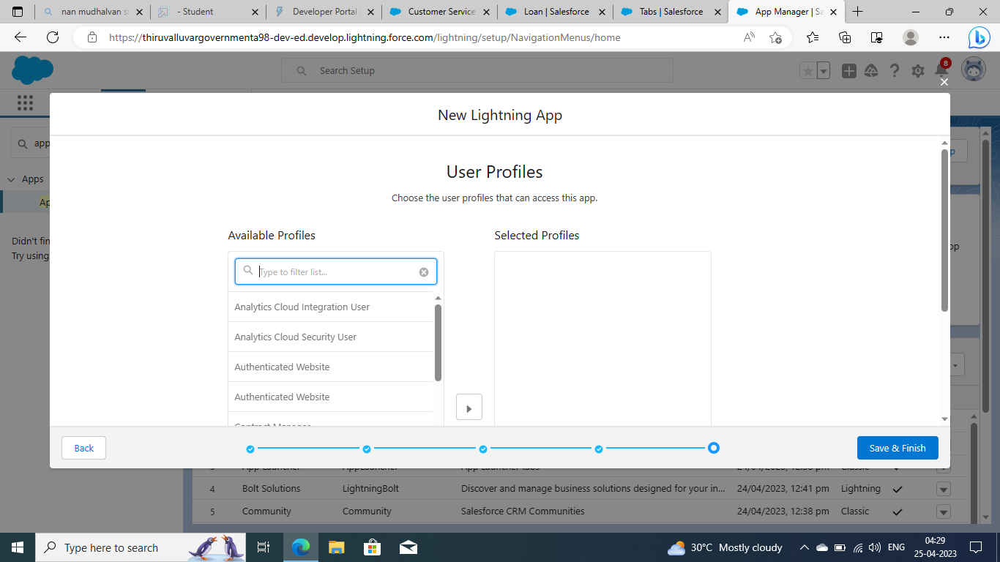 nan mudhalvan sr
- Student
Developer Portal
Customer Service
Loan | Salesforce
Tabs | Salesforce
App Manager | Sa
https://thiruvalluvargovernmenta98-dev-ed.develop.lightning.force.com/lightning/setup/NavigationMenus/home
Search Setup
8
New Lightning App
app
Apps
Ap
Didn't fin
Try using
p
op
User Profiles
Choose the user profiles that can access this app.
Available Profiles
Selected Profiles
Type to filter list...
Analytics Cloud Integration User
Analytics Cloud Security User
Authenticated Website
Authenticated Website
Contract Manager
Back
Save & Finish
3 App Launcher AppLauncher App Launcher tabs 24/04/2023, 12:38 pm Classic
4 Bolt Solutions LightningBolt Discover and manage business solutions designed for your in... 24/04/2023, 12:41 pm Lightning
5 Community Community Salesforce CRM Communities 24/04/2023, 12:38 pm Classic
Type here to search
30°C Mostly cloudy
ENG
04:29
25-04-2023